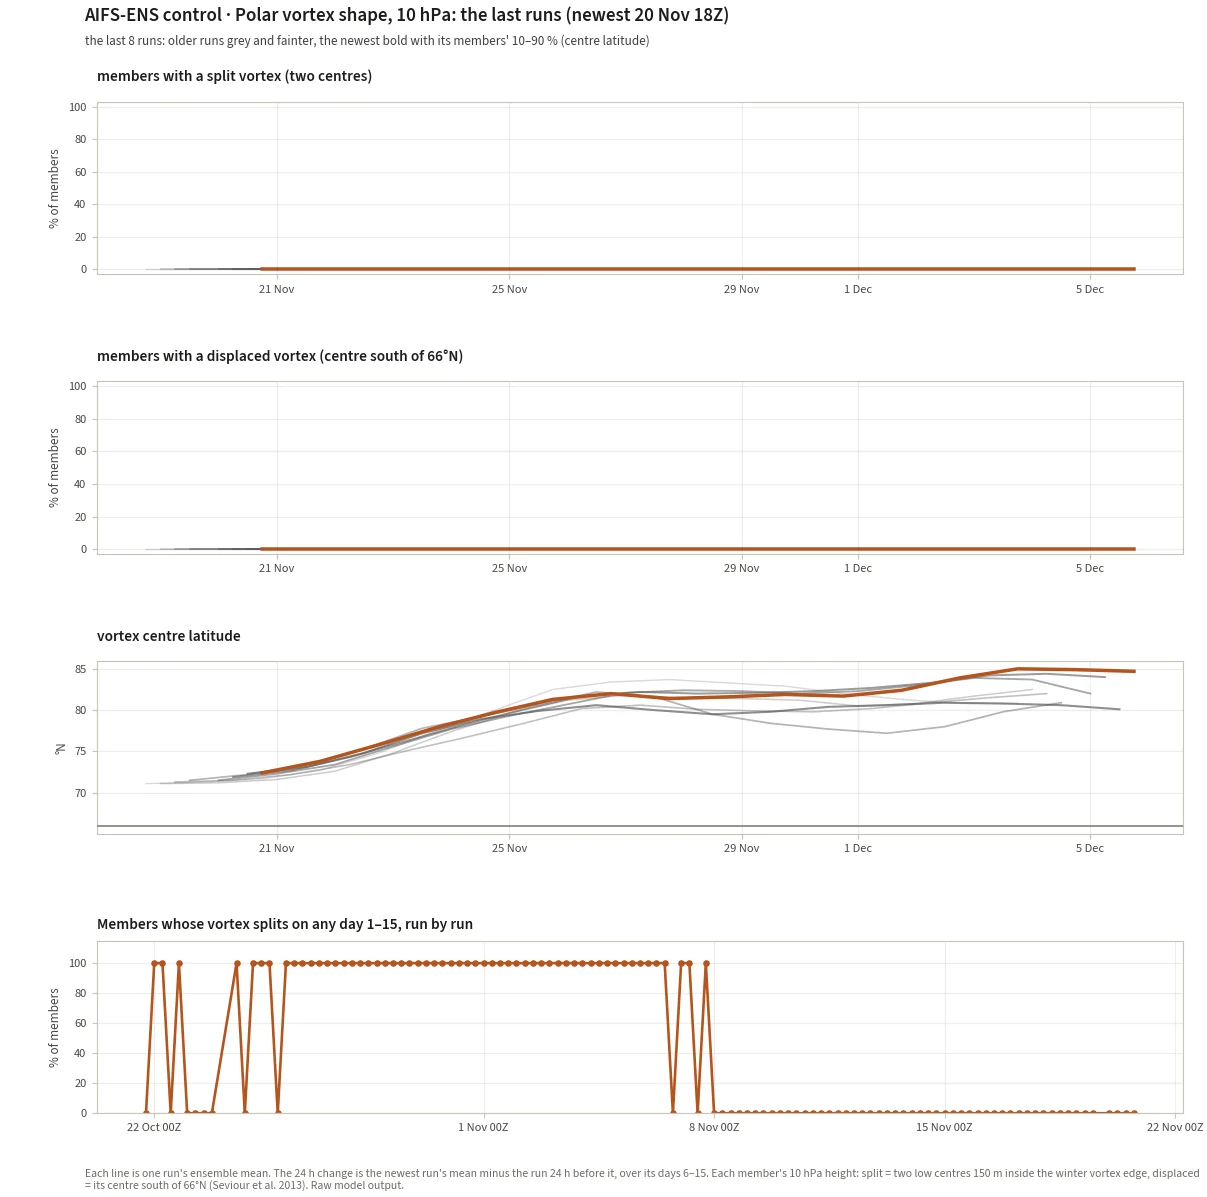 AIFS-ENS control · Polar vortex shape, 10 hPa: the last runs (newest 20 Nov 18Z)
the last 8 runs: older runs grey and fainter, the newest bold with its members' 10–90 % (centre latitude)
members with a split vortex (two centres)
100
80
60
40
20
0
% of members
21 Nov 25 Nov 29 Nov 1 Dec 5 Dec
members with a displaced vortex (centre south of 66°N)
100
80
60
40
20
0
% of members
21 Nov 25 Nov 29 Nov 1 Dec 5 Dec
vortex centre latitude
85
80
75
70
°N
21 Nov 25 Nov 29 Nov 1 Dec 5 Dec
Members whose vortex splits on any day 1–15, run by run
100
80
60
40
20
0
% of members
22 Oct 00Z 1 Nov 00Z 8 Nov 00Z 15 Nov 00Z 22 Nov 00Z
Each line is one run's ensemble mean. The 24 h change is the newest run's mean minus the run 24 h before it, over its days 6–15. Each member's 10 hPa height: split = two low centres 150 m inside the winter vortex edge, displaced
= its centre south of 66°N (Seviour et al. 2013). Raw model output.